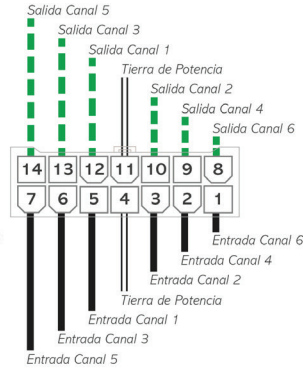 Salida Canal 5
Salida Canal 3
Salida Canal 1
Tierra de Potencia
Salida Canal 2
Salida Canal 4
Salida Canal 6
14 13 12 11 10 9 8
7 6 5 4 3 2 1
Entrada Canal 6
Entrada Canal 4
Entrada Canal 2
Tierra de Potencia
Entrada Canal 1
Entrada Canal 3
Entrada Canal 5